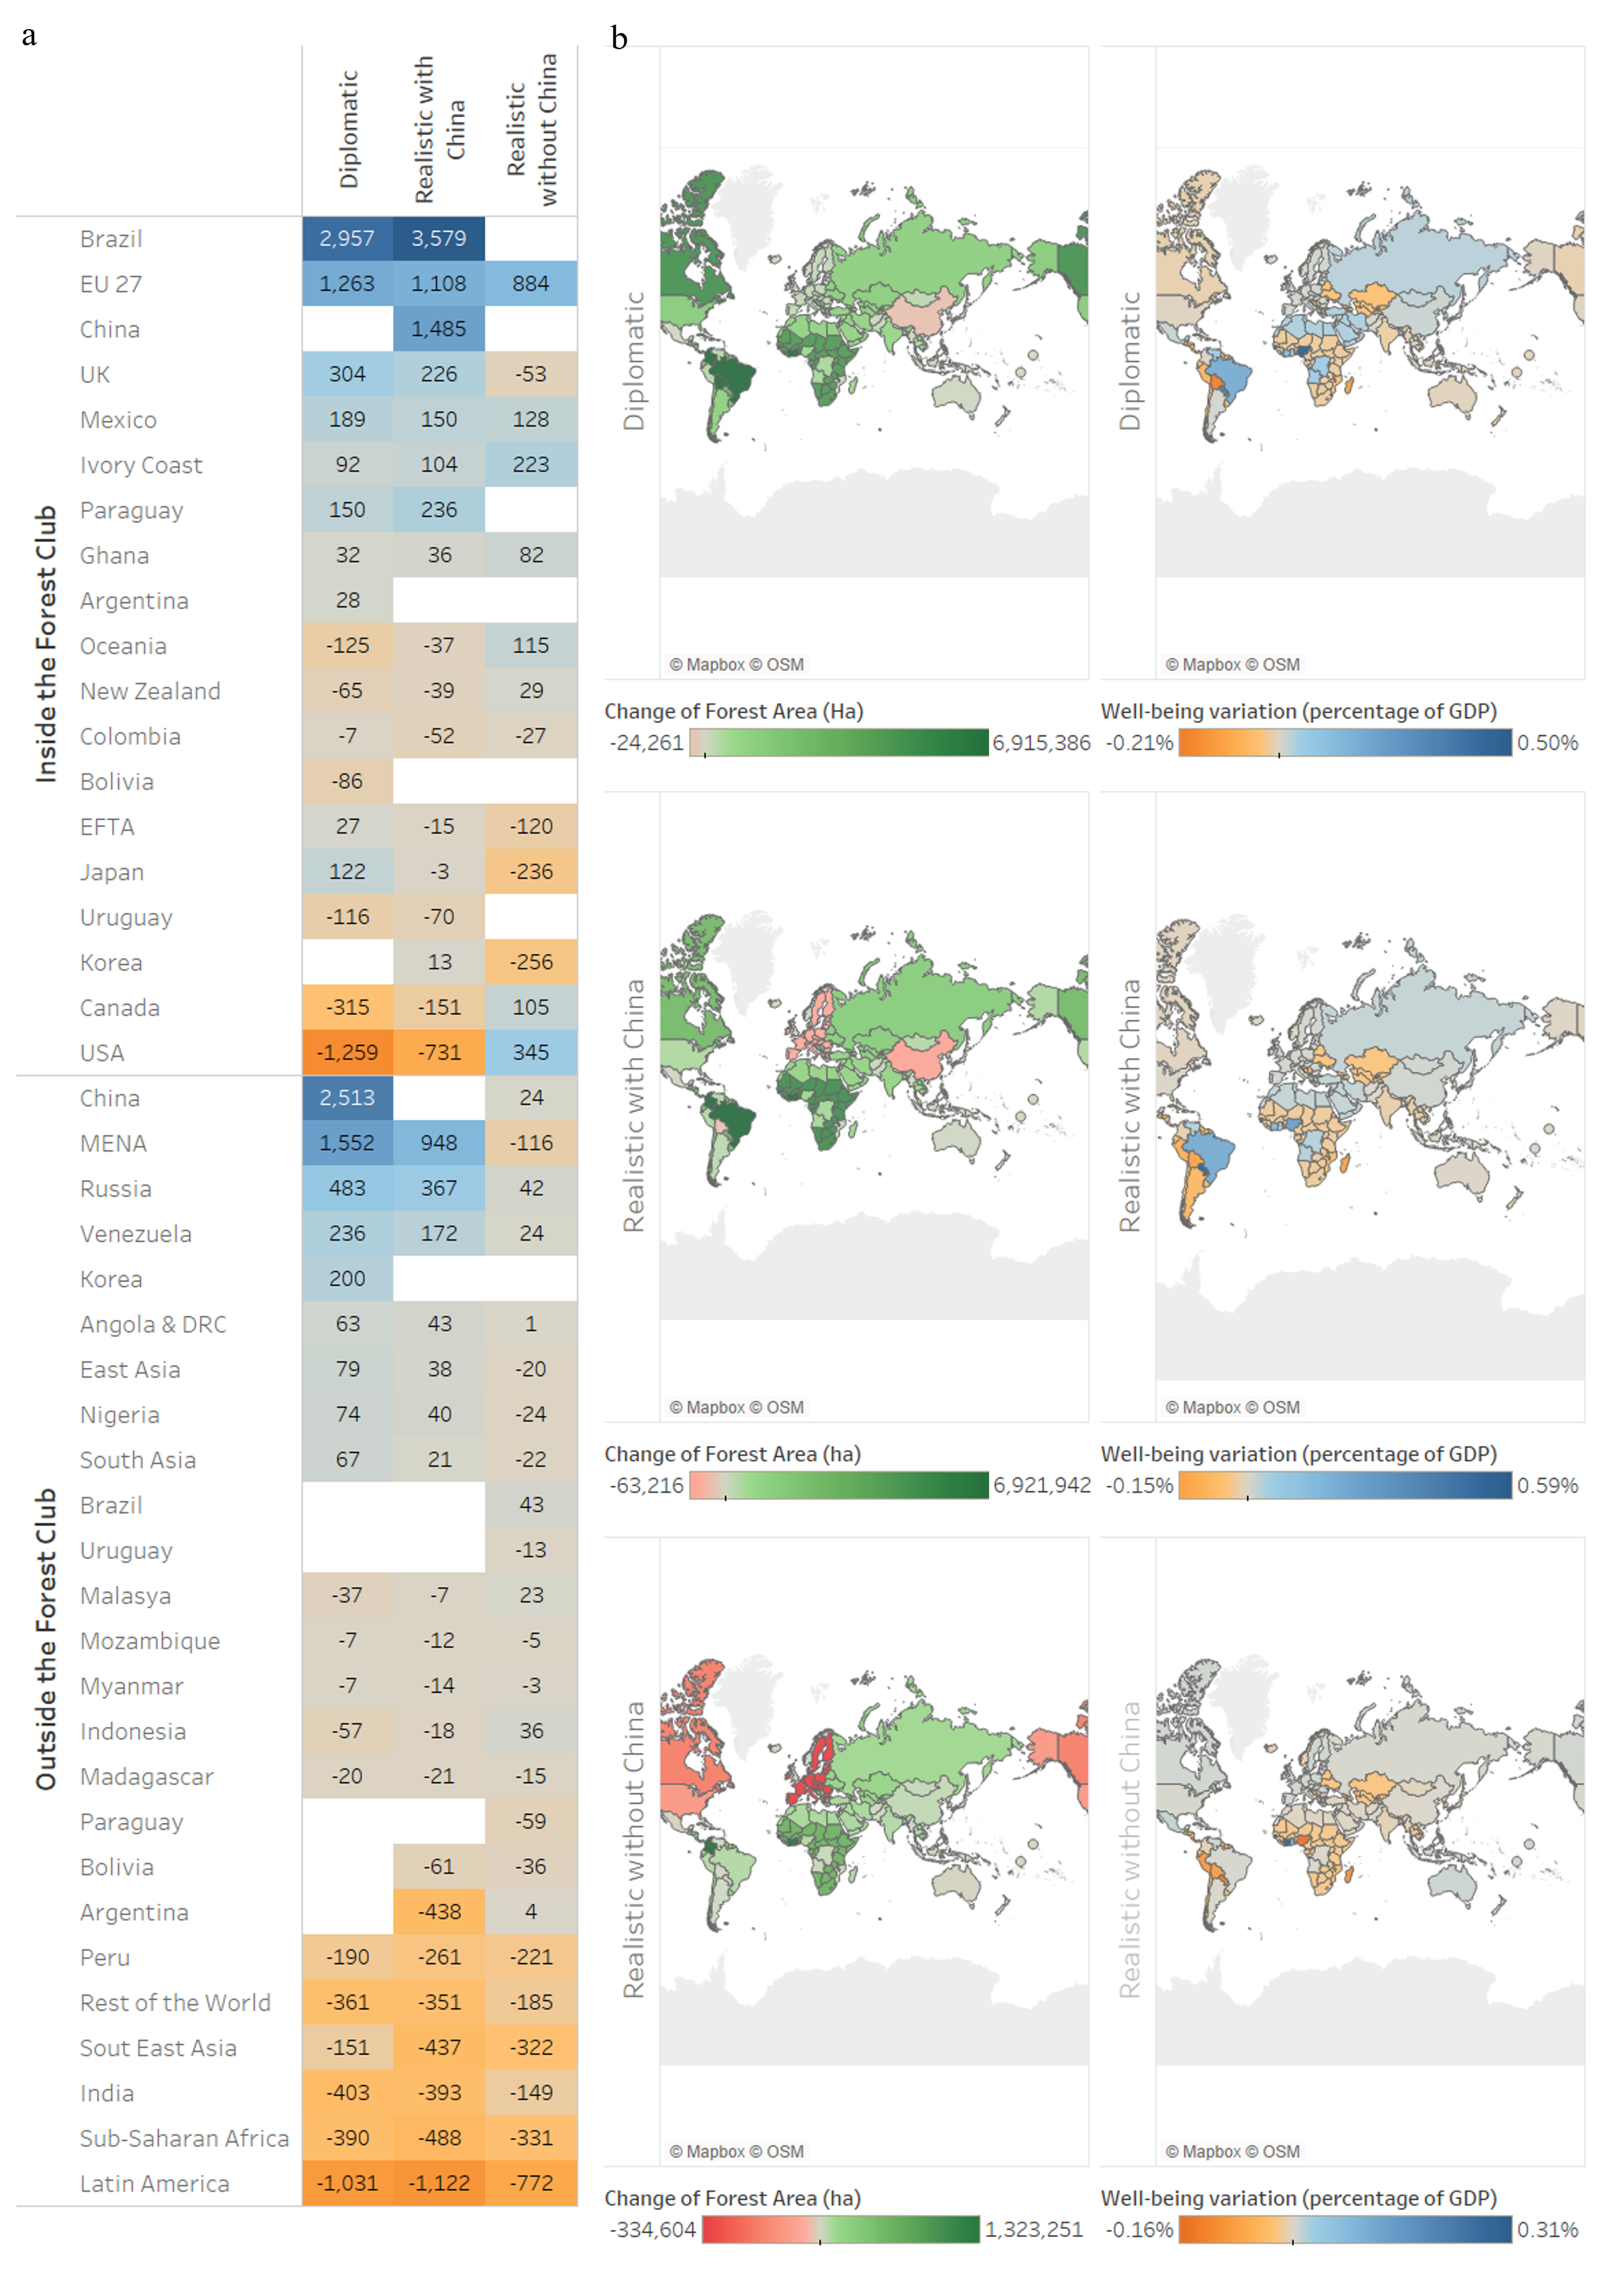 a
b
Diplomatic
Realistic with
China
Realistic
without China
Inside the Forest Club
Brazil 2,957 3,579
EU 27 1,263 1,108 884
China 1,485
UK 304 226 -53
Mexico 189 150 128
Ivory Coast 92 104 223
Paraguay 150 236
Ghana 32 36 82
Argentina 28
Oceania -125 -37 115
New Zealand -65 -39 29
Colombia -7 -52 -27
Bolivia -86
EFTA 27 -15 -120
Japan 122 -3 -236
Uruguay -116 -70
Korea 13 -256
Canada -315 -151 105
USA -1,259 -731 345
Outside the Forest Club
China 2,513 24
MENA 1,552 948 -116
Russia 483 367 42
Venezuela 236 172 24
Korea 200
Angola & DRC 63 43 1
East Asia 79 38 -20
Nigeria 74 40 -24
South Asia 67 21 -22
Brazil 43
Uruguay -13
Malasya -37 -7 23
Mozambique -7 -12 -5
Myanmar -7 -14 -3
Indonesia -57 -18 36
Madagascar -20 -21 -15
Paraguay -59
Bolivia -61 -36
Argentina -438 4
Peru -190 -261 -221
Rest of the World -361 -351 -185
Sout East Asia -151 -437 -322
India -403 -393 -149
Sub-Saharan Africa -390 -488 -331
Latin America -1,031 -1,122 -772
Diplomatic
© Mapbox © OSM
Change of Forest Area (Ha)
-24,261 6,915,386
Diplomatic
© Mapbox © OSM
Well-being variation (percentage of GDP)
-0.21% 0.50%
Realistic with China
© Mapbox © OSM
Change of Forest Area (ha)
-63,216 6,921,942
Realistic with China
© Mapbox © OSM
Well-being variation (percentage of GDP)
-0.15% 0.59%
Realistic without China
© Mapbox © OSM
Change of Forest Area (ha)
-334,604 1,323,251
Realistic without China
© Mapbox © OSM
Well-being variation (percentage of GDP)
-0.16% 0.31%